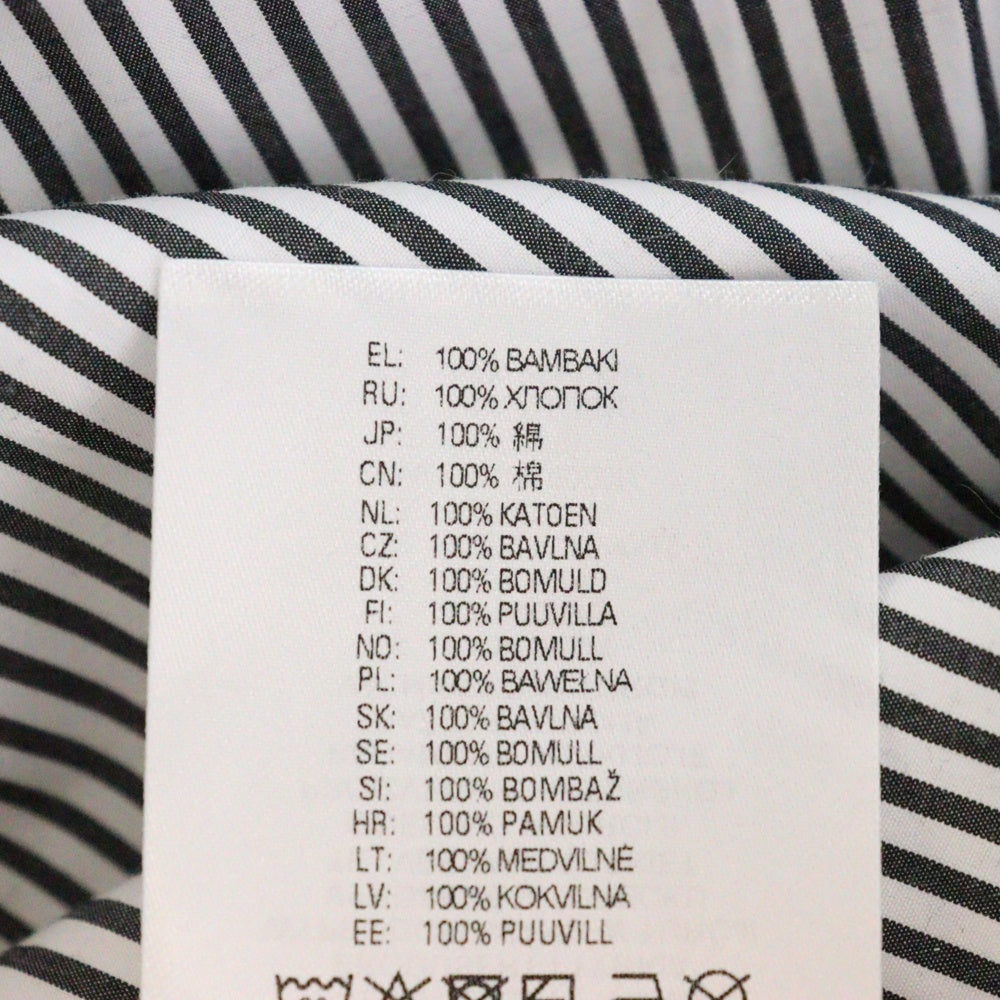 EL: 100% BAMBAKI
RU: 100% ХЛОПОК
JP: 100% 綿
CN: 100% 棉
NL: 100% KATOEN
CZ: 100% BAVLNA
DK: 100% BOMULD
FI: 100% PUUVILLA
NO: 100% BOMULL
PL: 100% BAWEŁNA
SK: 100% BAVLNA
SE: 100% BOMULL
SI: 100% BOMBAŽ
HR: 100% PAMUK
LT: 100% MEDVILNĖ
LV: 100% KOKVILNA
EE: 100% PUUVILL